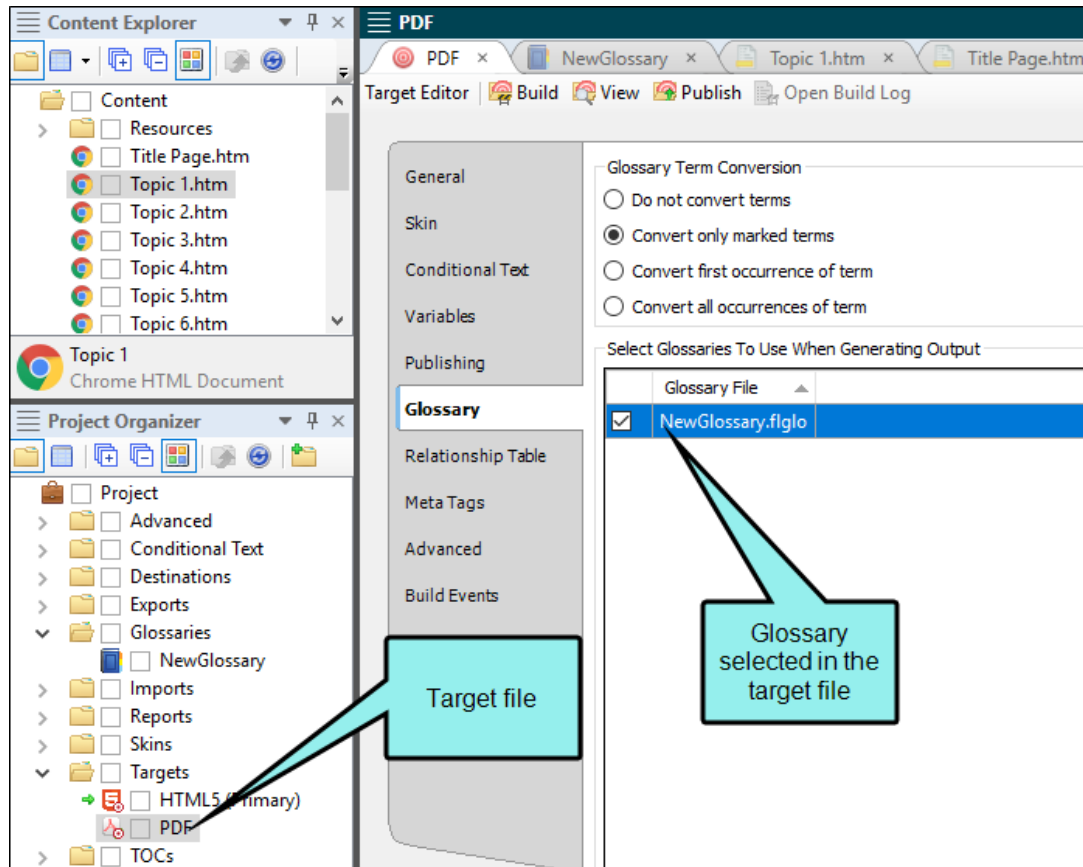 Content Explorer
Content
Resources
Title Page.htm
Topic 1.htm
Topic 2.htm
Topic 3.htm
Topic 4.htm
Topic 5.htm
Topic 6.htm
Topic 1
Chrome HTML Document
Project Organizer
Project
Advanced
Conditional Text
Destinations
Exports
Glossaries
NewGlossary
Imports
Reports
Skins
Targets
HTML5 (Primary)
PDF
TOCs
PDF
PDF NewGlossary Topic 1.htm Title Page.htm
Target Editor Build View Publish Open Build Log
General
Skin
Conditional Text
Variables
Publishing
Glossary
Relationship Table
Meta Tags
Advanced
Build Events
Glossary Term Conversion
Do not convert terms
Convert only marked terms
Convert first occurrence of term
Convert all occurrences of term
Select Glossaries To Use When Generating Output
Glossary File
NewGlossary.flglo
Target file
Glossary
selected in the
target file